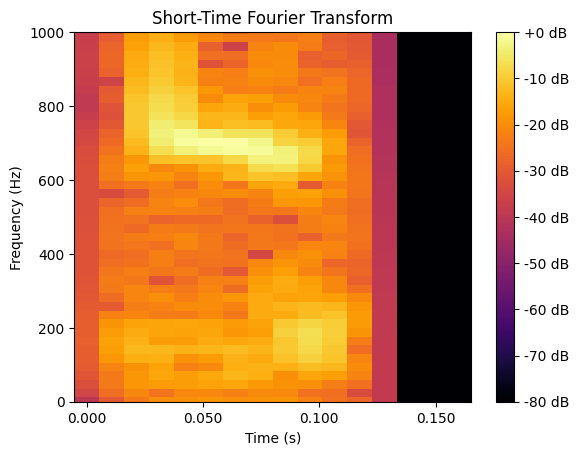 Short-Time Fourier Transform
1000
800
600
400
200
0
Frequency (Hz)
0.000
0.050
0.100
0.150
Time (s)
+0 dB
-10 dB
-20 dB
-30 dB
-40 dB
-50 dB
-60 dB
-70 dB
-80 dB